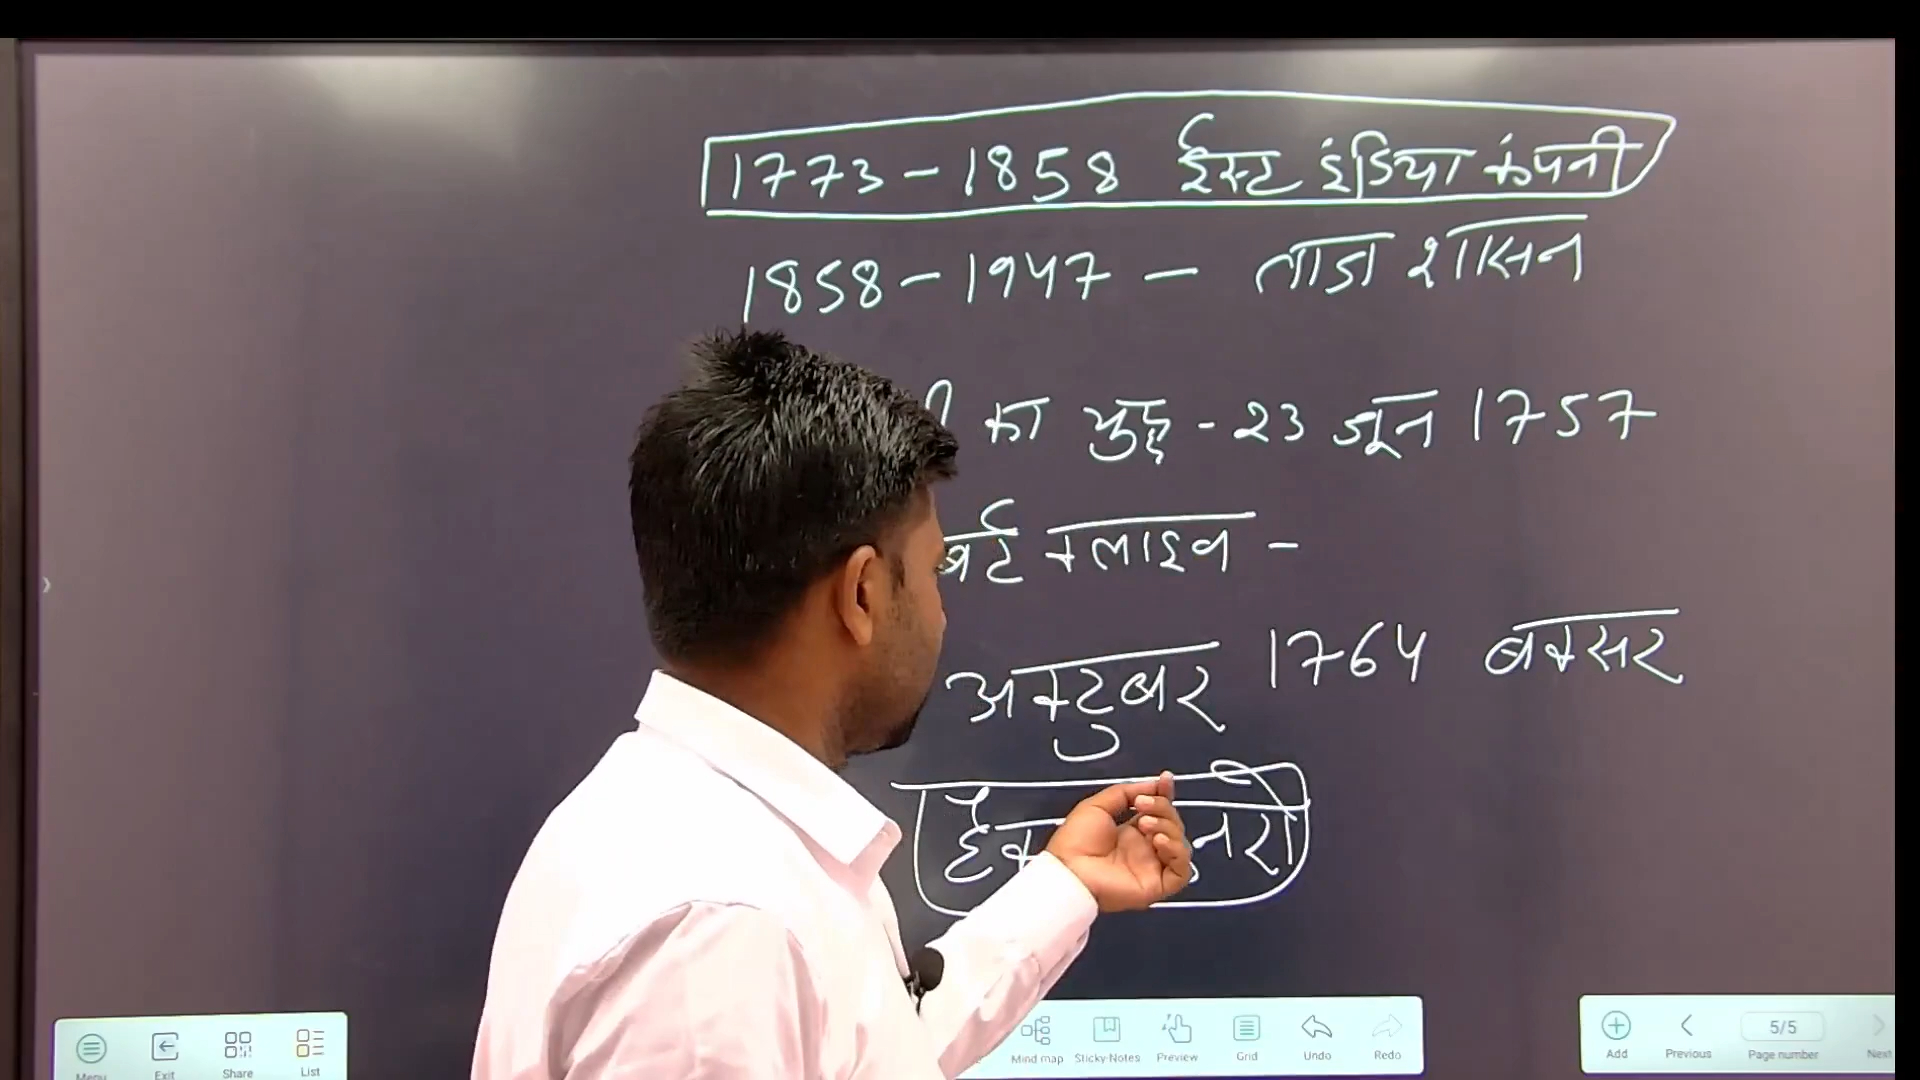 1773 - 1858 ईस्ट इंडिया कंपनी
1858 - 1947 - ताज शासन
का युद्ध - 23 जून 1757
बर्ट क्लाइव -
अक्टुबर 1764 बक्सर
Menu Exit Share List Mind map Sticky-Notes Preview Grid Undo Redo Add Previous 5/5 Page number Next